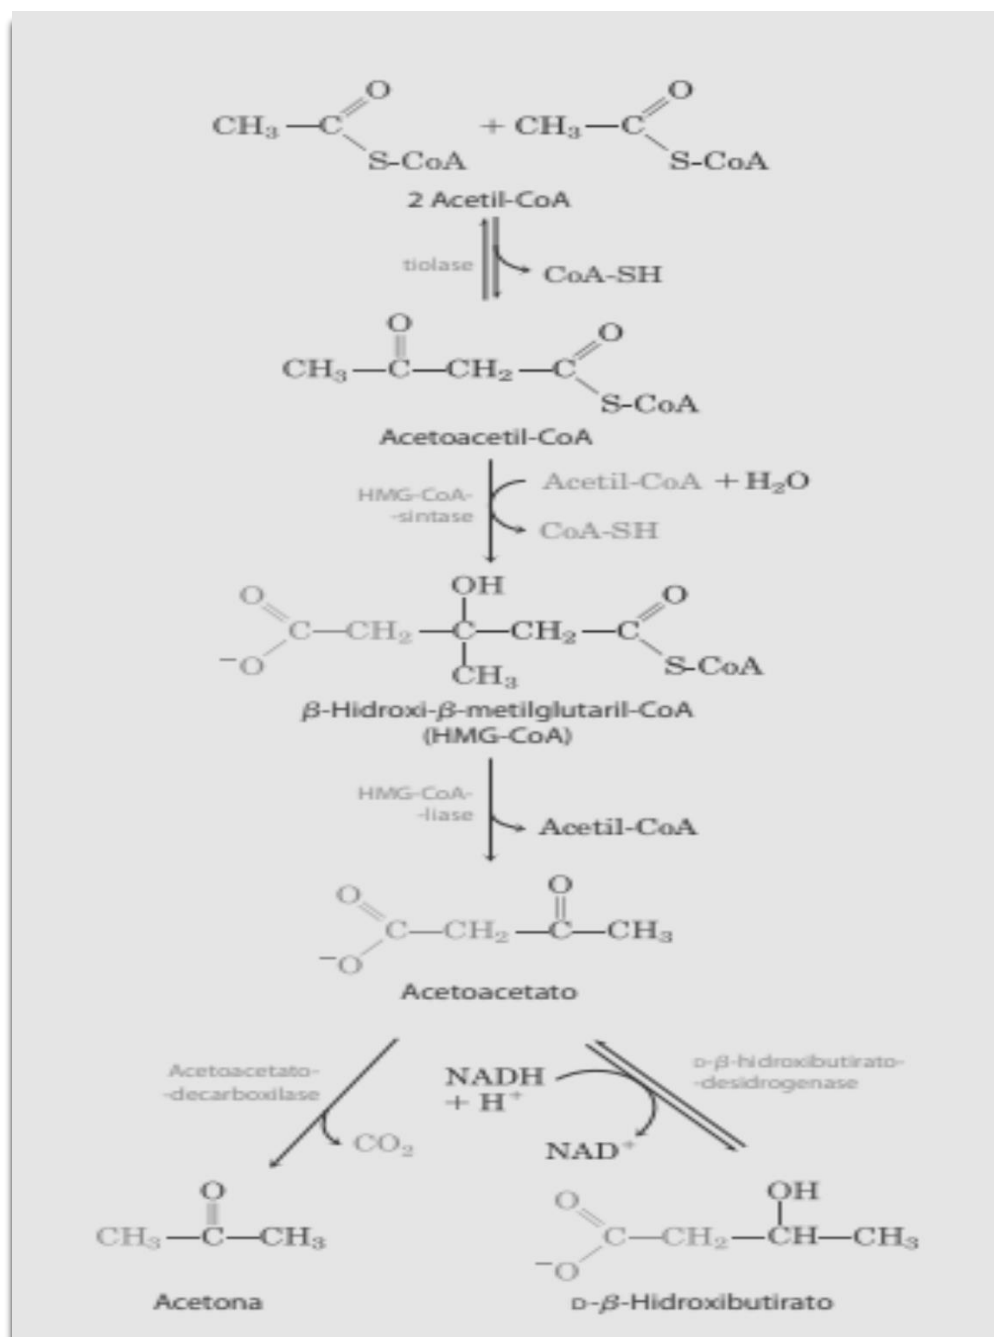 CH₃—C(=O)—S-CoA + CH₃—C(=O)—S-CoA
2 Acetil-CoA
tiolase
CoA-SH
CH₃—C(=O)—CH₂—C(=O)—S-CoA
Acetoacetil-CoA
HMG-CoA-
-sintase
Acetil-CoA + H₂O
CoA-SH
⁻O—C(=O)—CH₂—C(OH)(CH₃)—CH₂—C(=O)—S-CoA
β-Hidroxi-β-metilglutaril-CoA
(HMG-CoA)
HMG-CoA-
-liase
Acetil-CoA
⁻O—C(=O)—CH₂—C(=O)—CH₃
Acetoacetato
Acetoacetato-
-decarboxilase
CO₂
NADH
+ H⁺
NAD⁺
D-β-hidroxibutirato-
-desidrogenase
CH₃—C(=O)—CH₃
Acetona
⁻O—C(=O)—CH₂—CH(OH)—CH₃
D-β-Hidroxibutirato